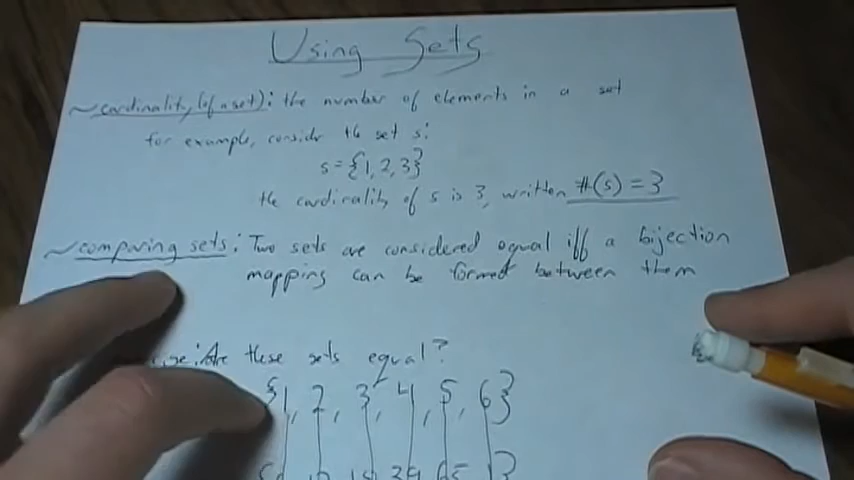 Using Sets
~cardinality (of a set): the number of elements in a set
for example, consider the set s:
s = {1, 2, 3}
the cardinality of s is 3, written #(s) = 3
~comparing sets: Two sets are considered equal iff a bijection
mapping can be formed between them
Are these sets equal?
{1, 2, 3, 4, 5, 6}